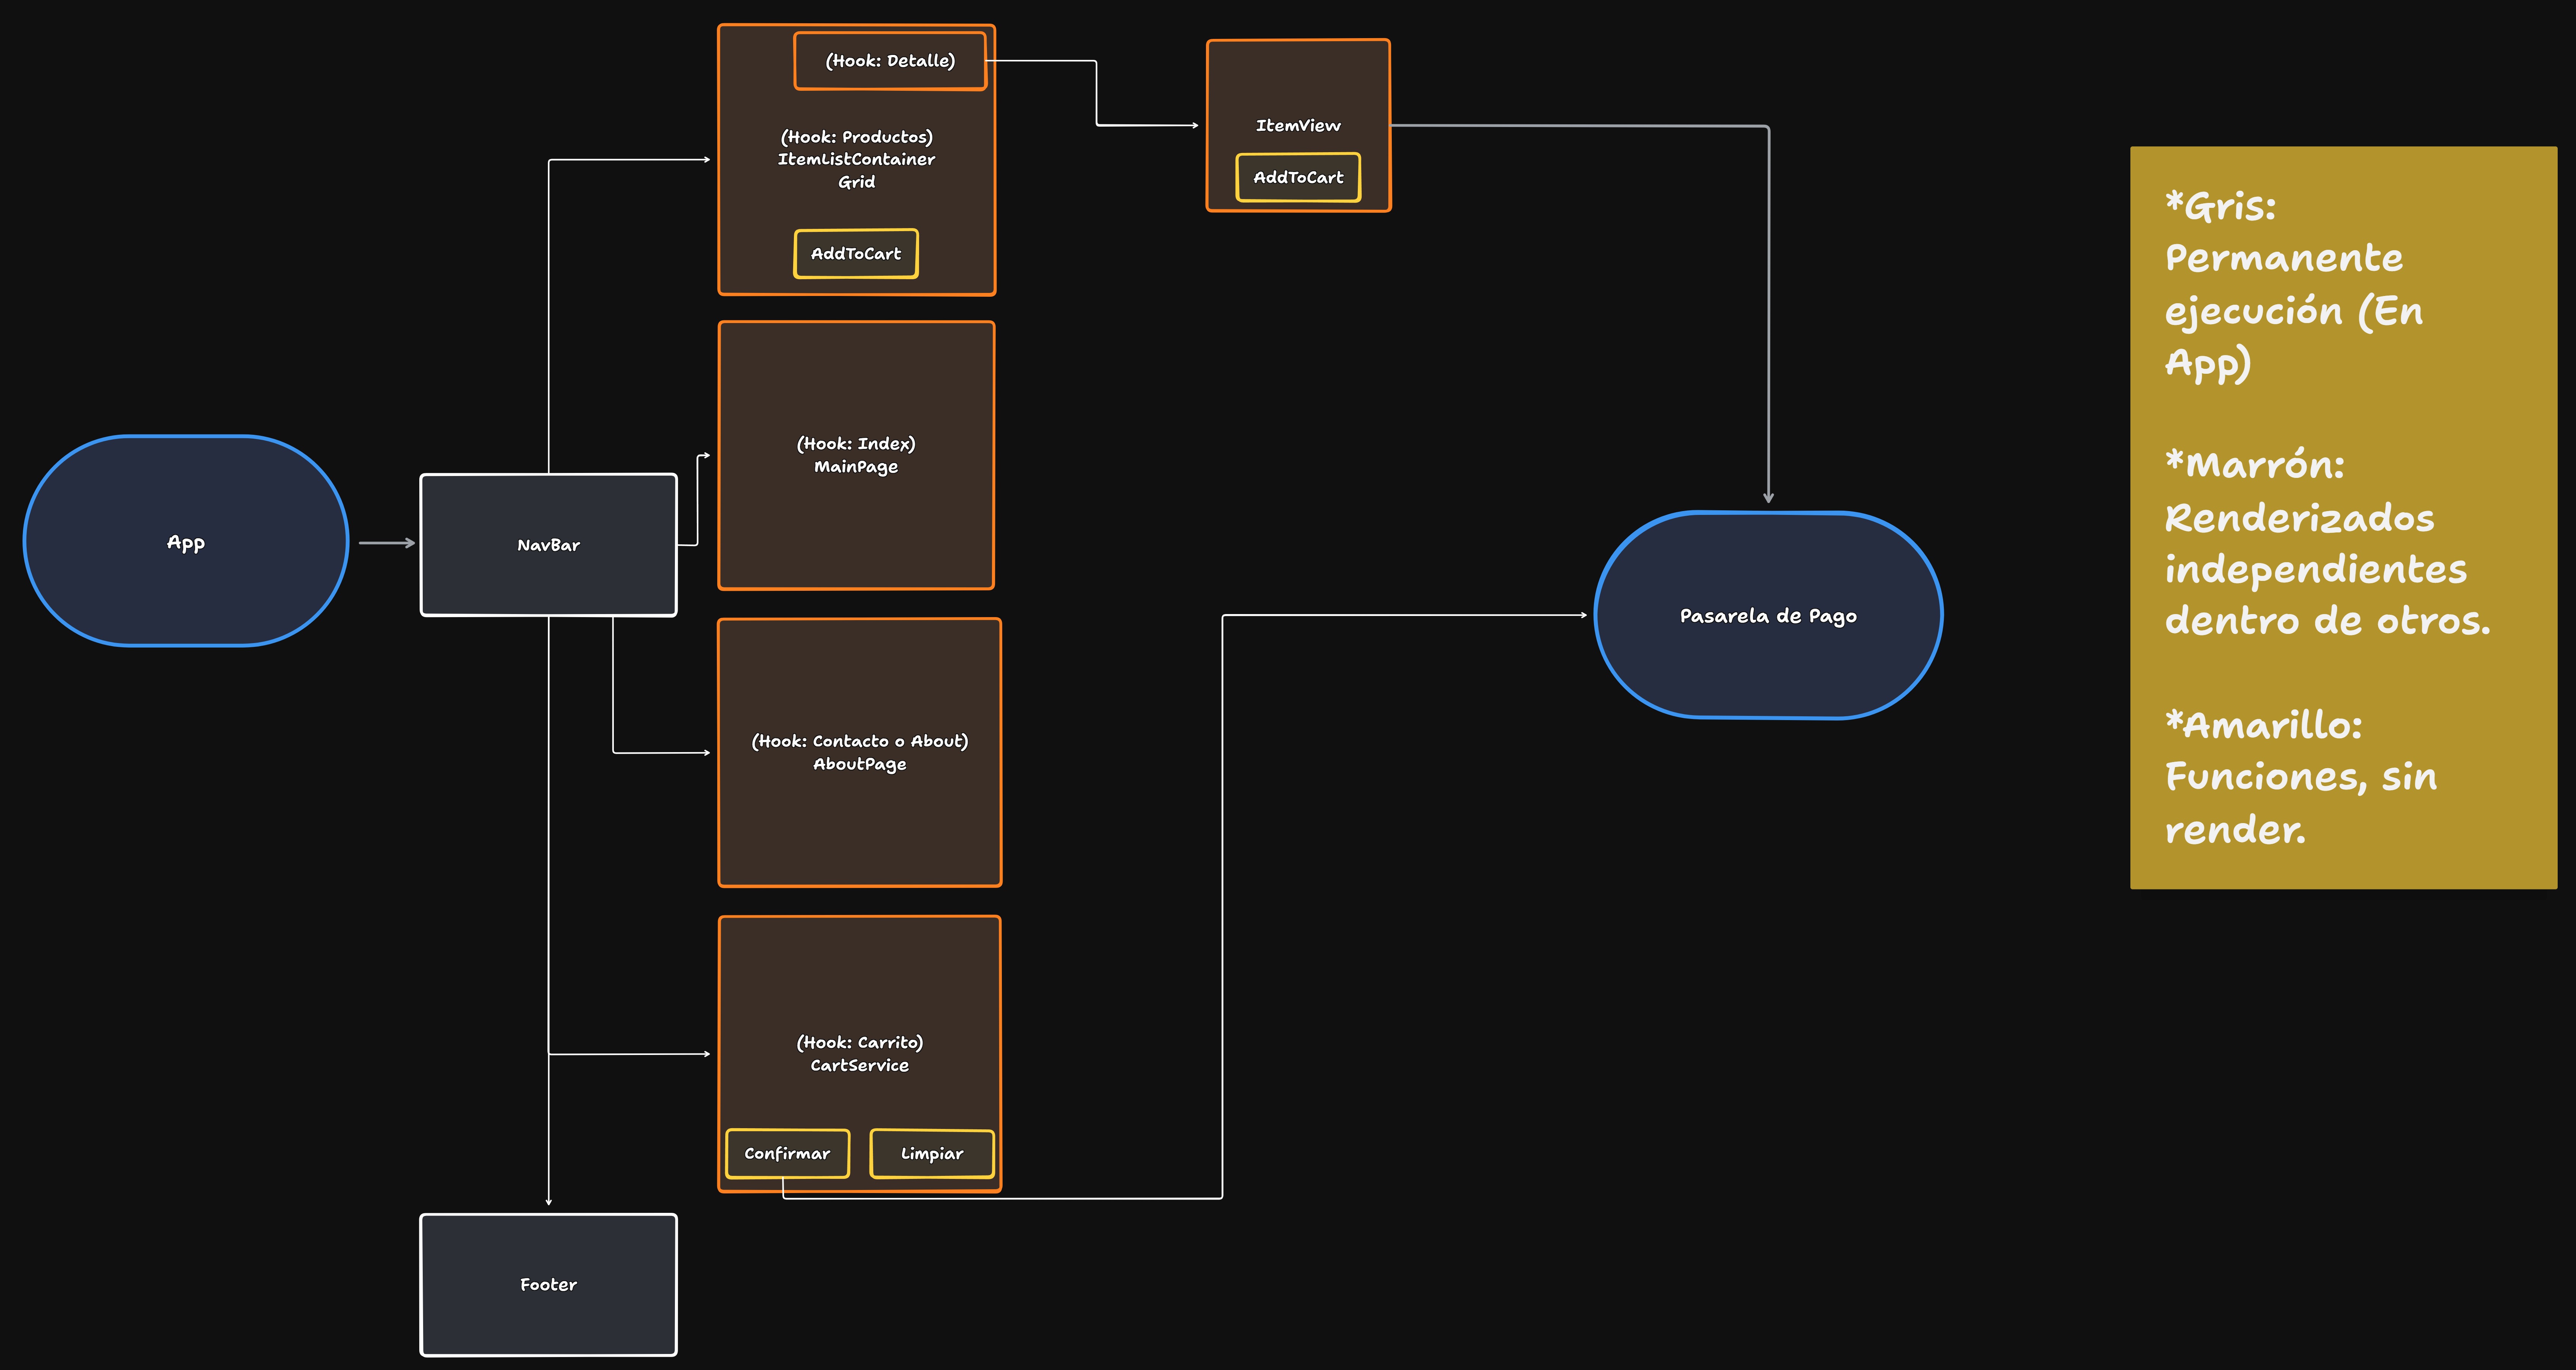 (Hook: Detalle)
(Hook: Productos)
ItemListContainer
Grid
AddToCart
ItemView
AddToCart
(Hook: Index)
MainPage
App
NavBar
(Hook: Contacto o About)
AboutPage
Pasarela de Pago
(Hook: Carrito)
CartService
Confirmar
Limpiar
Footer
*Gris:
Permanente
ejecución (En
App)
*Marrón:
Renderizados
independientes
dentro de otros.
*Amarillo:
Funciones, sin
render.